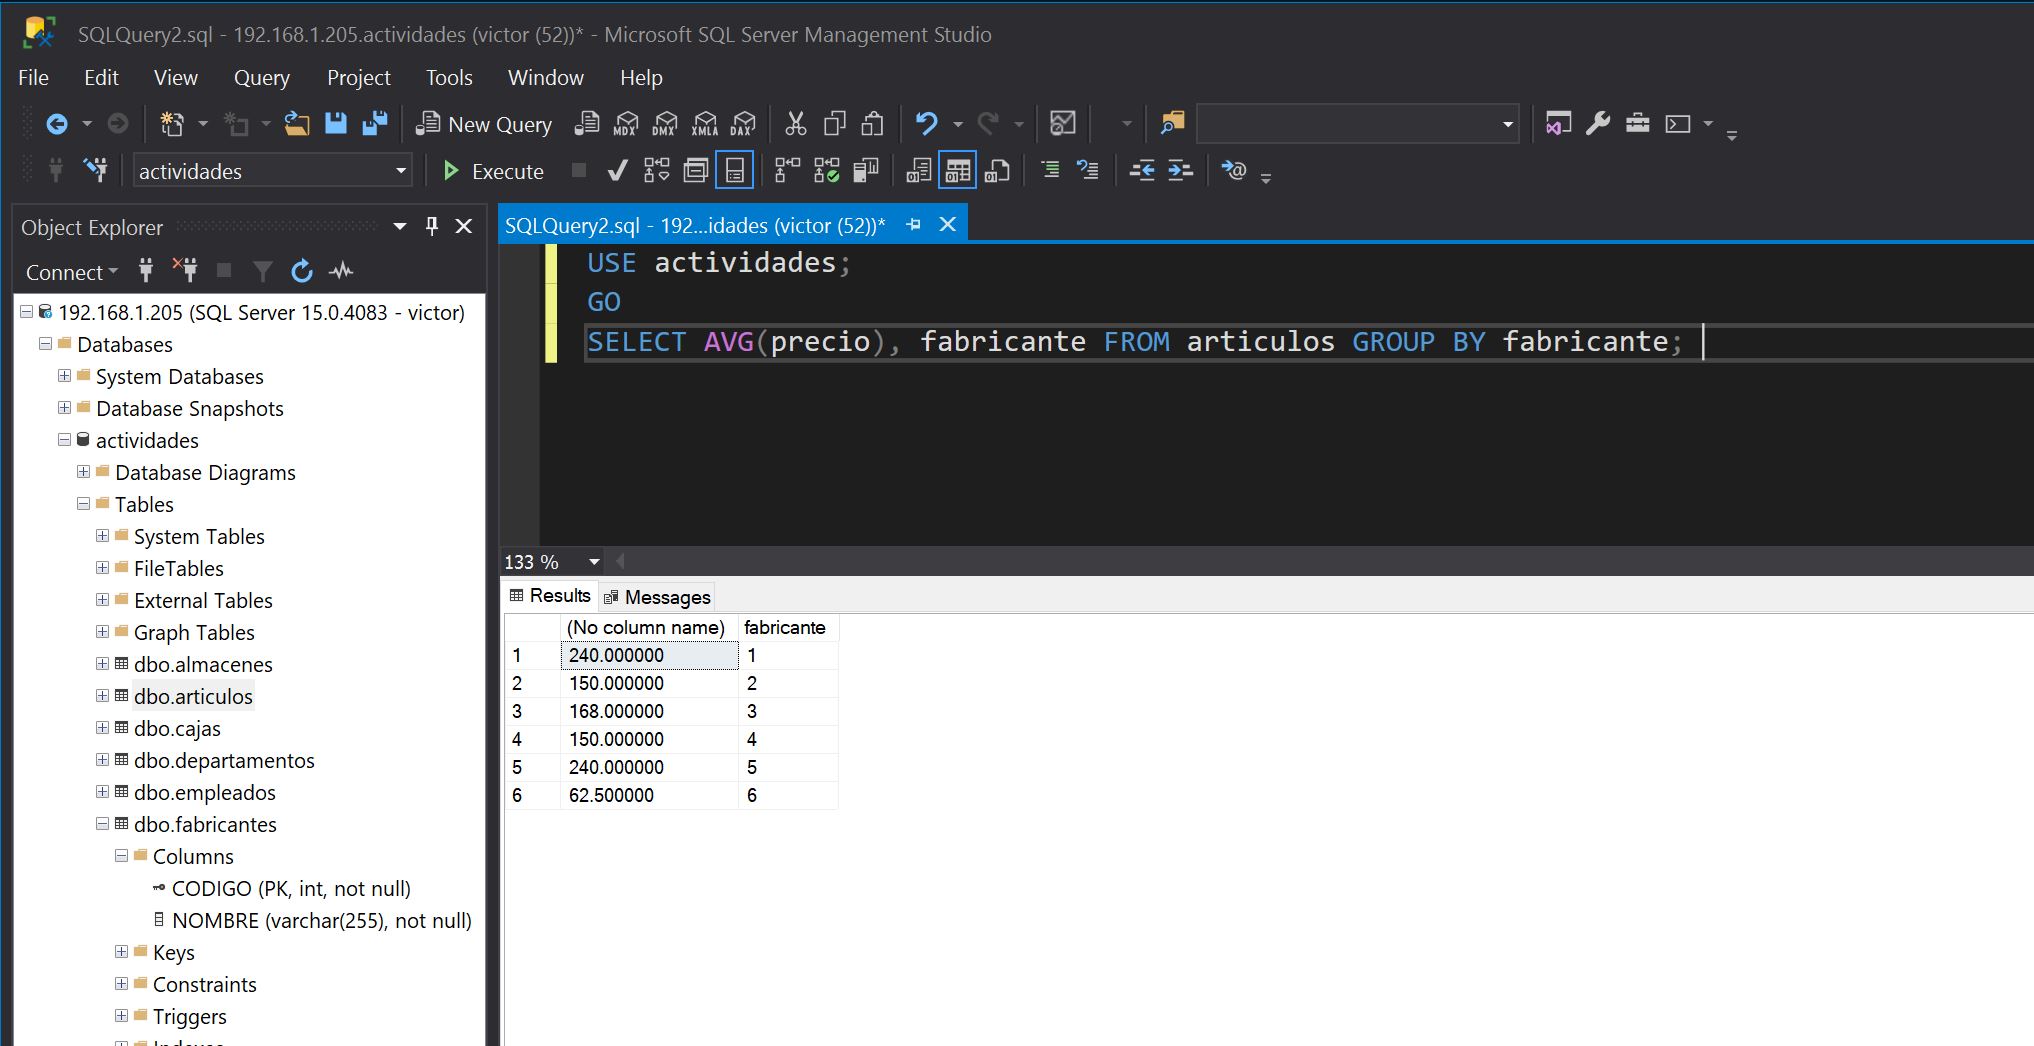 SQLQuery2.sql - 192.168.1.205.actividades (victor (52))* - Microsoft SQL Server Management Studio
File Edit View Query Project Tools Window Help
New Query MDX DMX XMLA DAX
actividades Execute
Object Explorer
Connect
192.168.1.205 (SQL Server 15.0.4083 - victor)
Databases
System Databases
Database Snapshots
actividades
Database Diagrams
Tables
System Tables
FileTables
External Tables
Graph Tables
dbo.almacenes
dbo.articulos
dbo.cajas
dbo.departamentos
dbo.empleados
dbo.fabricantes
Columns
CODIGO (PK, int, not null)
NOMBRE (varchar(255), not null)
Keys
Constraints
Triggers
Indexes
SQLQuery2.sql - 192...idades (victor (52))*
USE actividades;
GO
SELECT AVG(precio), fabricante FROM articulos GROUP BY fabricante;
133 %
Results Messages
(No column name) fabricante
1 240.000000 1
2 150.000000 2
3 168.000000 3
4 150.000000 4
5 240.000000 5
6 62.500000 6